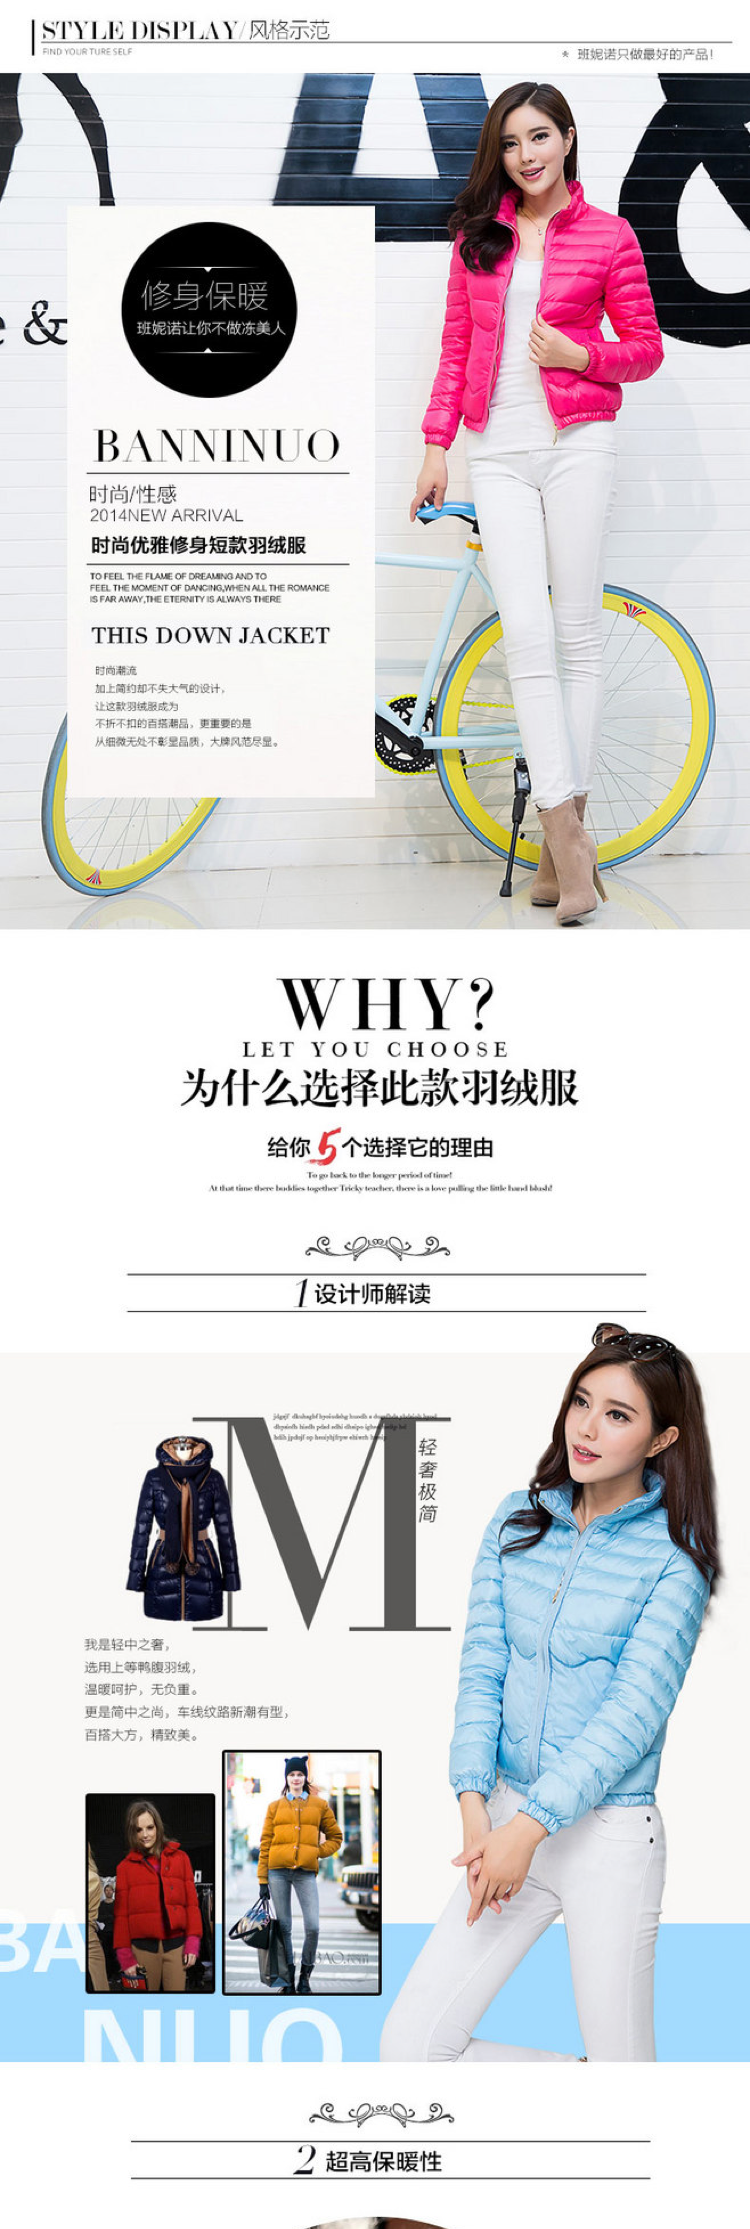 STYLE DISPLAY/风格示范
FIND YOUR TURE SELF
* 班妮诺只做最好的产品!
e &
修身保暖
班妮诺让你不做冻美人
BANNINUO
时尚/性感
2014NEW ARRIVAL
时尚优雅修身短款羽绒服
TO FEEL THE FLAME OF DREAMING AND TO
FEEL THE MOMENT OF DANCING,WHEN ALL THE ROMANCE
IS FAR AWAY,THE ETERNITY IS ALWAYS THERE
THIS DOWN JACKET
时尚潮流
加上简约却不失大气的设计，
让这款羽绒服成为
不折不扣的百搭潮品，更重要的是
从细微无处不彰显品质，大牌风范尽显。
WHY?
LET YOU CHOOSE
为什么选择此款羽绒服
给你5个选择它的理由
To go back to the longer period of time!
At that time there buddies together Tricky teacher, there is a love pulling the little hand blush!
1设计师解读
M
轻奢极简
我是轻中之奢，
选用上等鸭腹羽绒，
温暖呵护，无负重。
更是简中之尚，车线纹路新潮有型，
百搭大方，精致美。
BA
NUO
2 超高保暖性